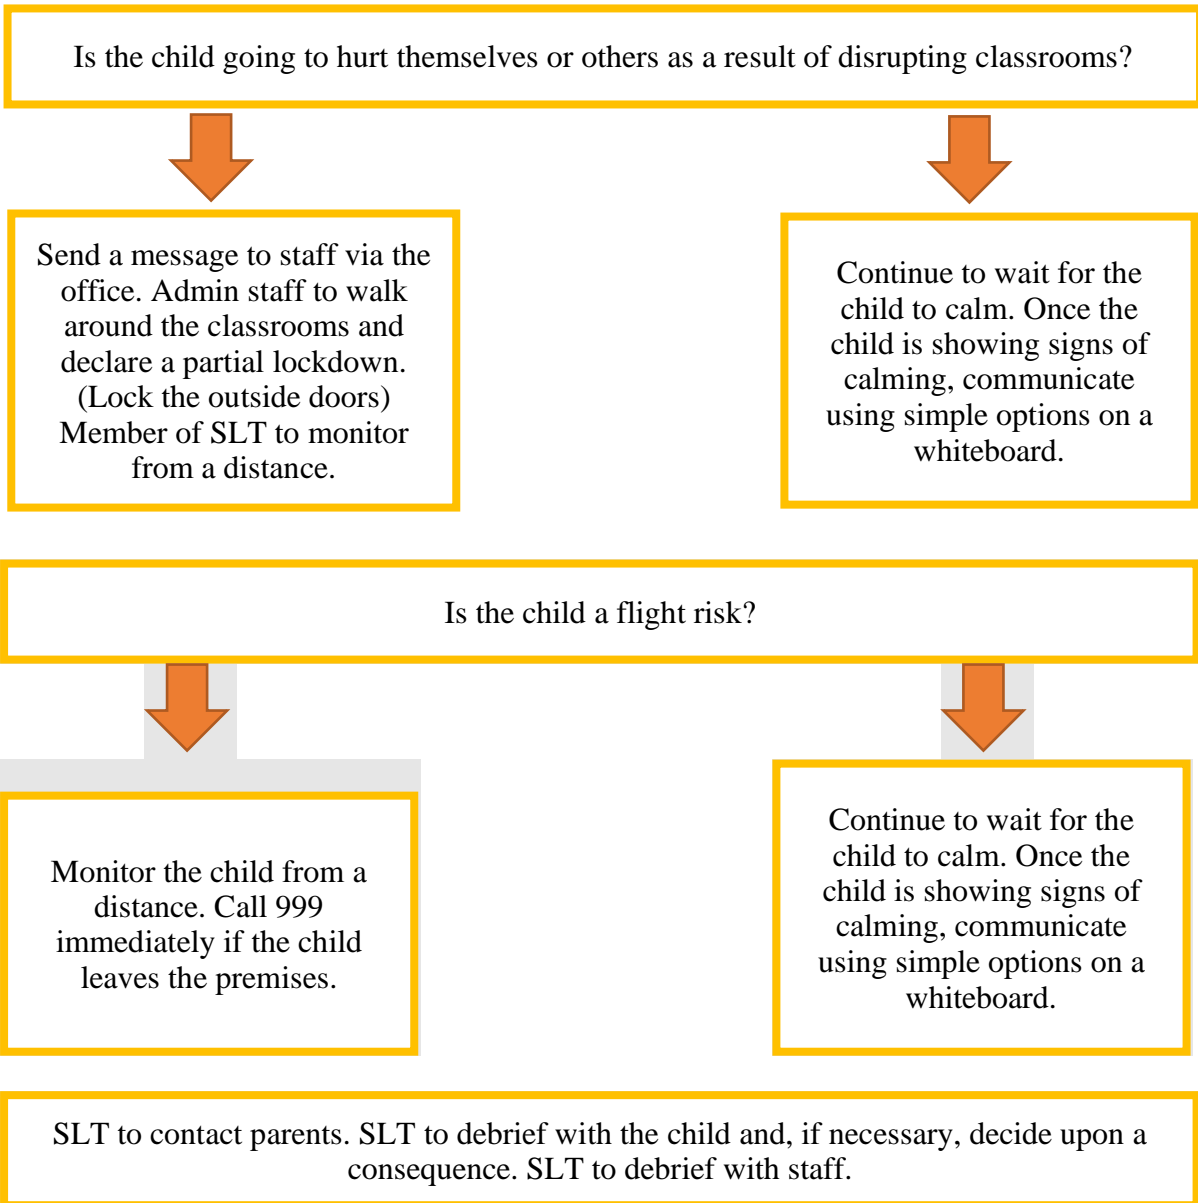 Is the child going to hurt themselves or others as a result of disrupting classrooms?
Send a message to staff via the
office. Admin staff to walk
around the classrooms and
declare a partial lockdown.
(Lock the outside doors)
Member of SLT to monitor
from a distance.
Continue to wait for the
child to calm. Once the
child is showing signs of
calming, communicate
using simple options on a
whiteboard.
Is the child a flight risk?
Monitor the child from a
distance. Call 999
immediately if the child
leaves the premises.
Continue to wait for the
child to calm. Once the
child is showing signs of
calming, communicate
using simple options on a
whiteboard.
SLT to contact parents. SLT to debrief with the child and, if necessary, decide upon a
consequence. SLT to debrief with staff.